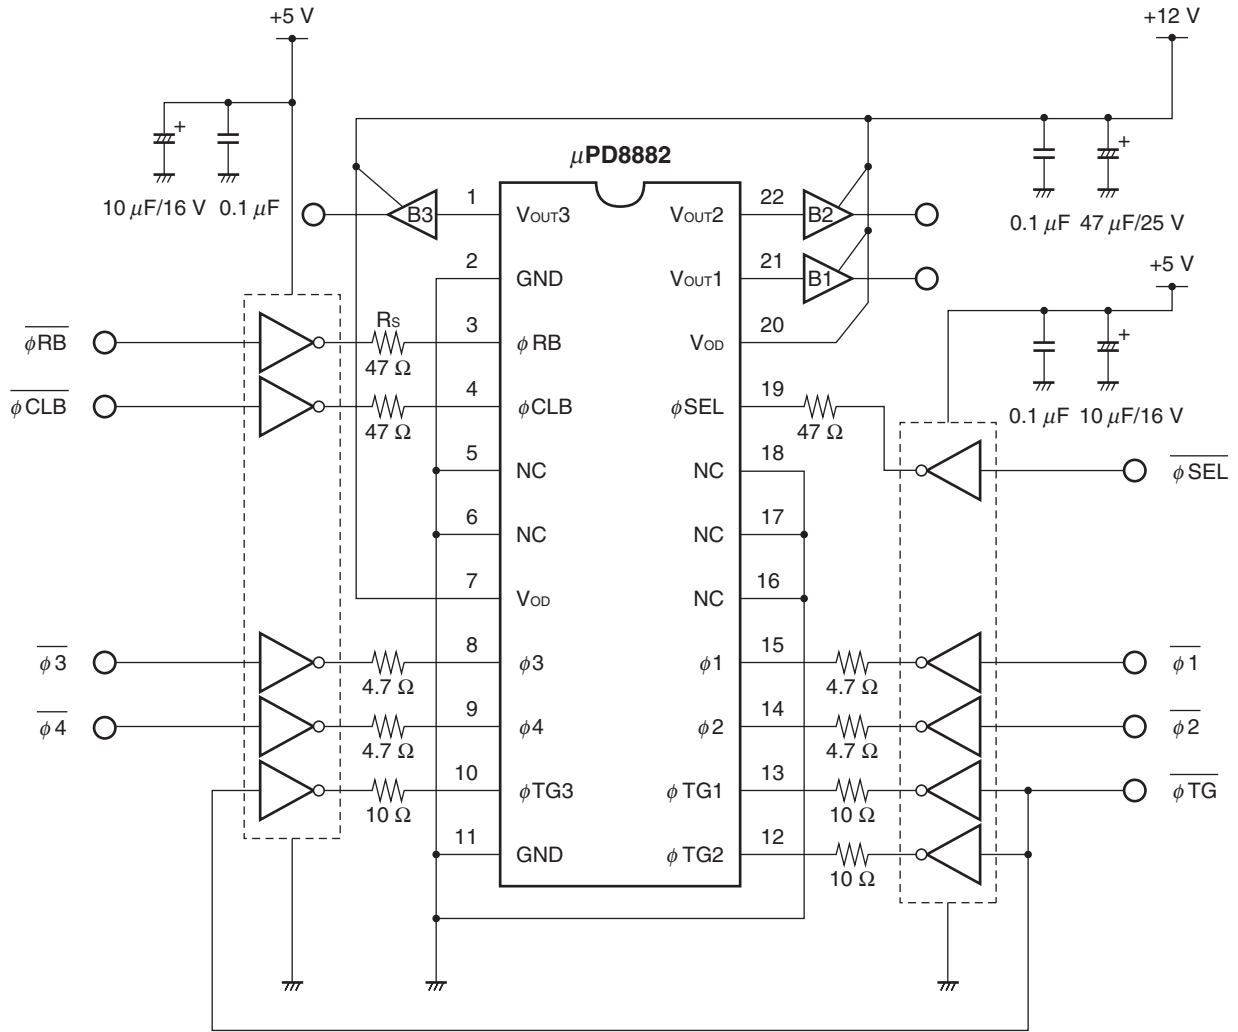 +5 V
+12 V
μPD8882
10 μF/16 V 0.1 μF
0.1 μF 47 μF/25 V
+5 V
0.1 μF 10 μF/16 V
B3
1
VOUT3
VOUT2
22
B2
2
GND
VOUT1
21
B1
φRB
RS
47 Ω
3
φRB
VOD
20
φCLB
47 Ω
4
φCLB
φSEL
19
47 Ω
5
NC
NC
18
φSEL
6
NC
NC
17
7
VOD
NC
16
φ3
4.7 Ω
8
φ3
φ1
15
4.7 Ω
φ1
φ4
4.7 Ω
9
φ4
φ2
14
4.7 Ω
φ2
10 Ω
10
φTG3
φTG1
13
10 Ω
φTG
11
GND
φTG2
12
10 Ω